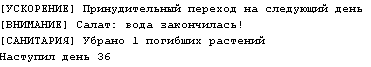 [УСКОРЕНИЕ] Принудительный переход на следующий день
[ВНИМАНИЕ] Салат: вода закончилась!
[САНИТАРИЯ] Убрано 1 погибших растений
Наступил день 36